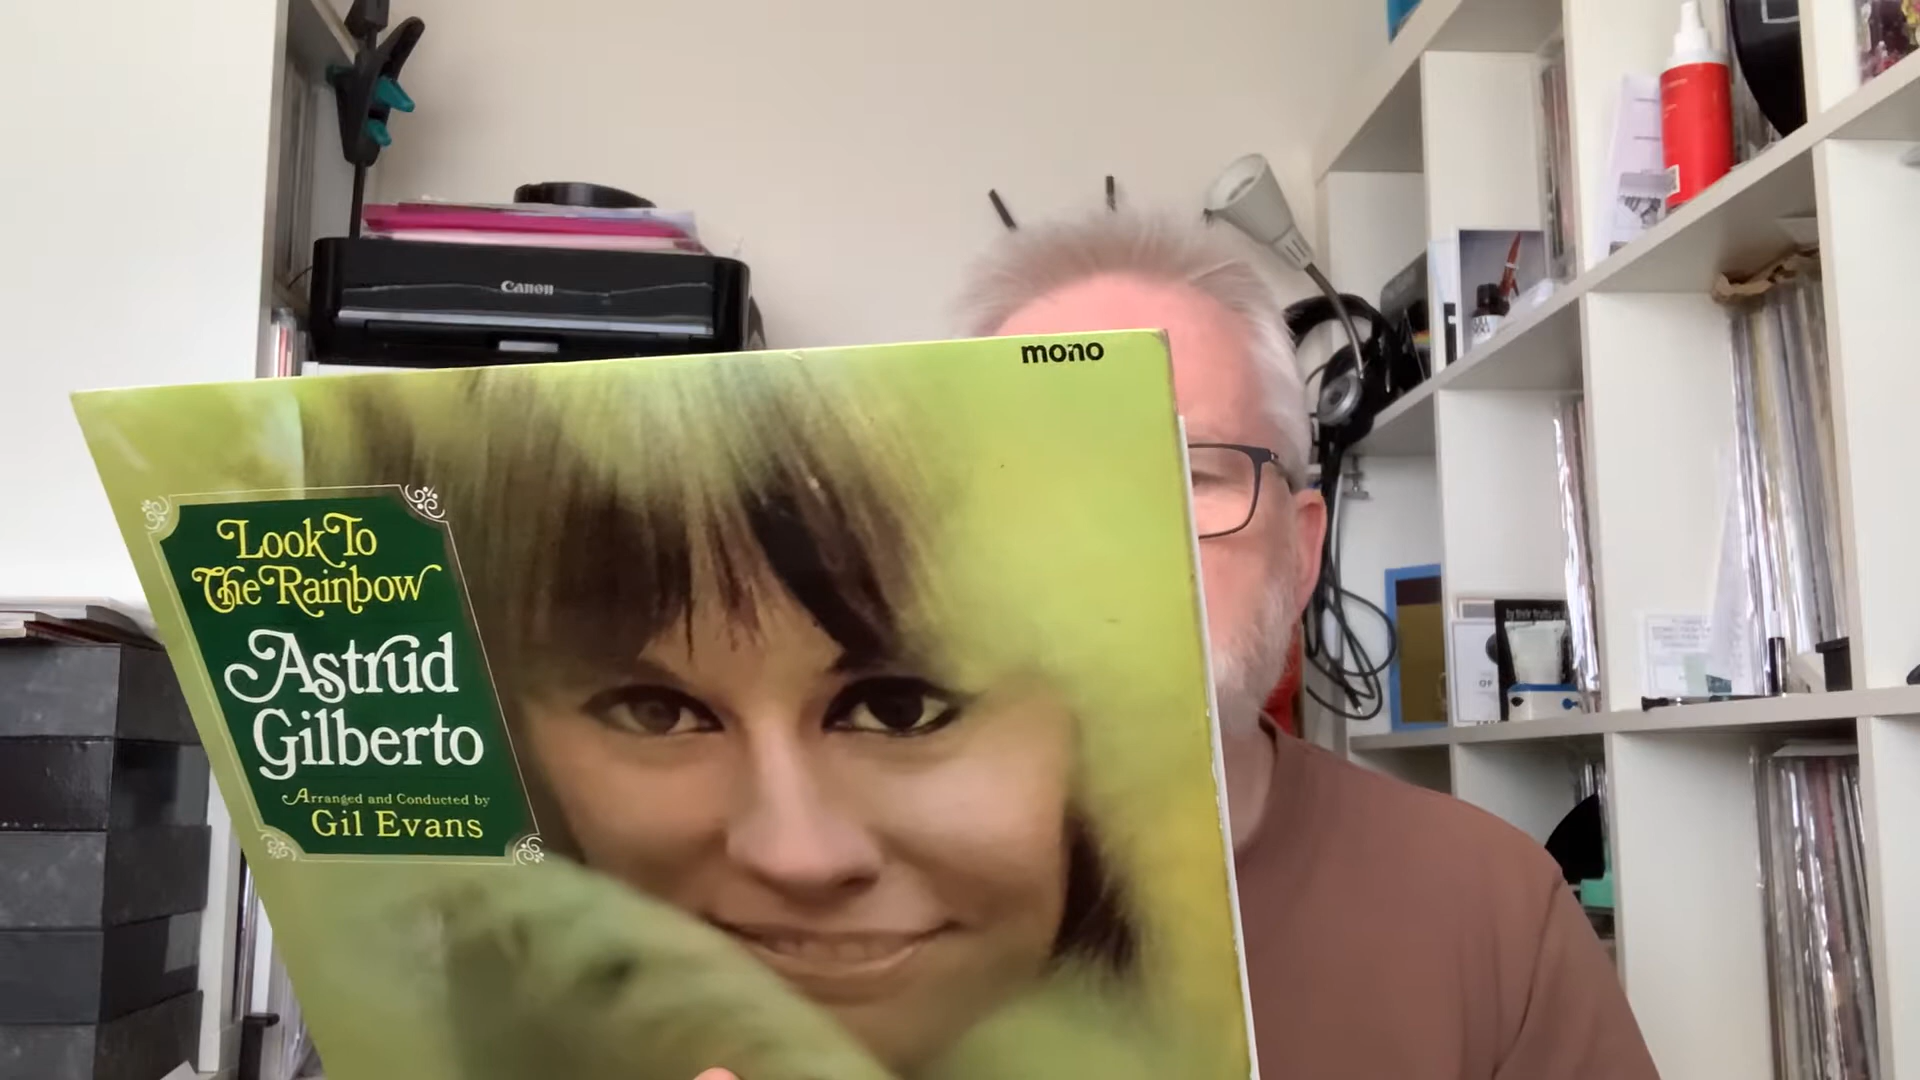 Canon
mono
Look To
The Rainbow
Astrud
Gilberto
Arranged and Conducted by
Gil Evans